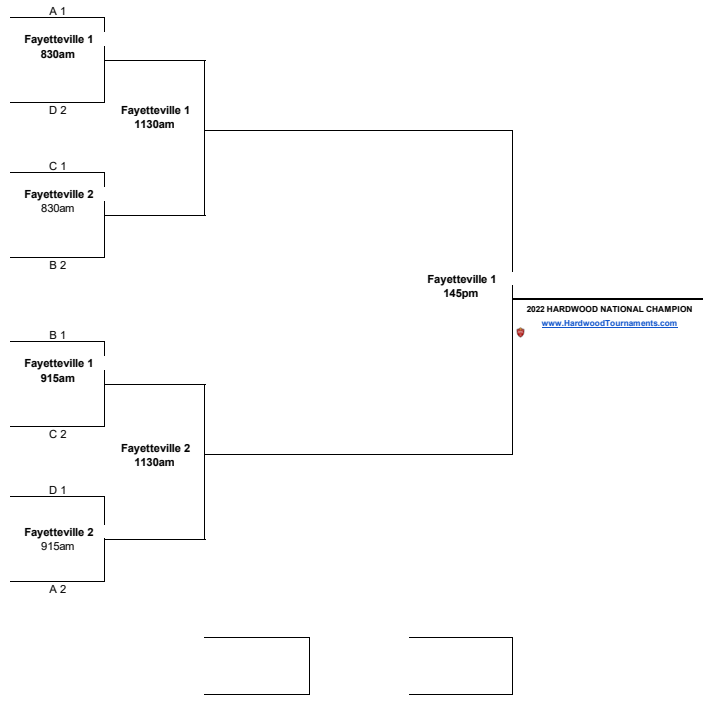 A 1
Fayetteville 1
830am
D 2
Fayetteville 1
1130am
C 1
Fayetteville 2
830am
B 2
Fayetteville 1
145pm
2022 HARDWOOD NATIONAL CHAMPION
www.HardwoodTournaments.com
B 1
Fayetteville 1
915am
C 2
Fayetteville 2
1130am
D 1
Fayetteville 2
915am
A 2